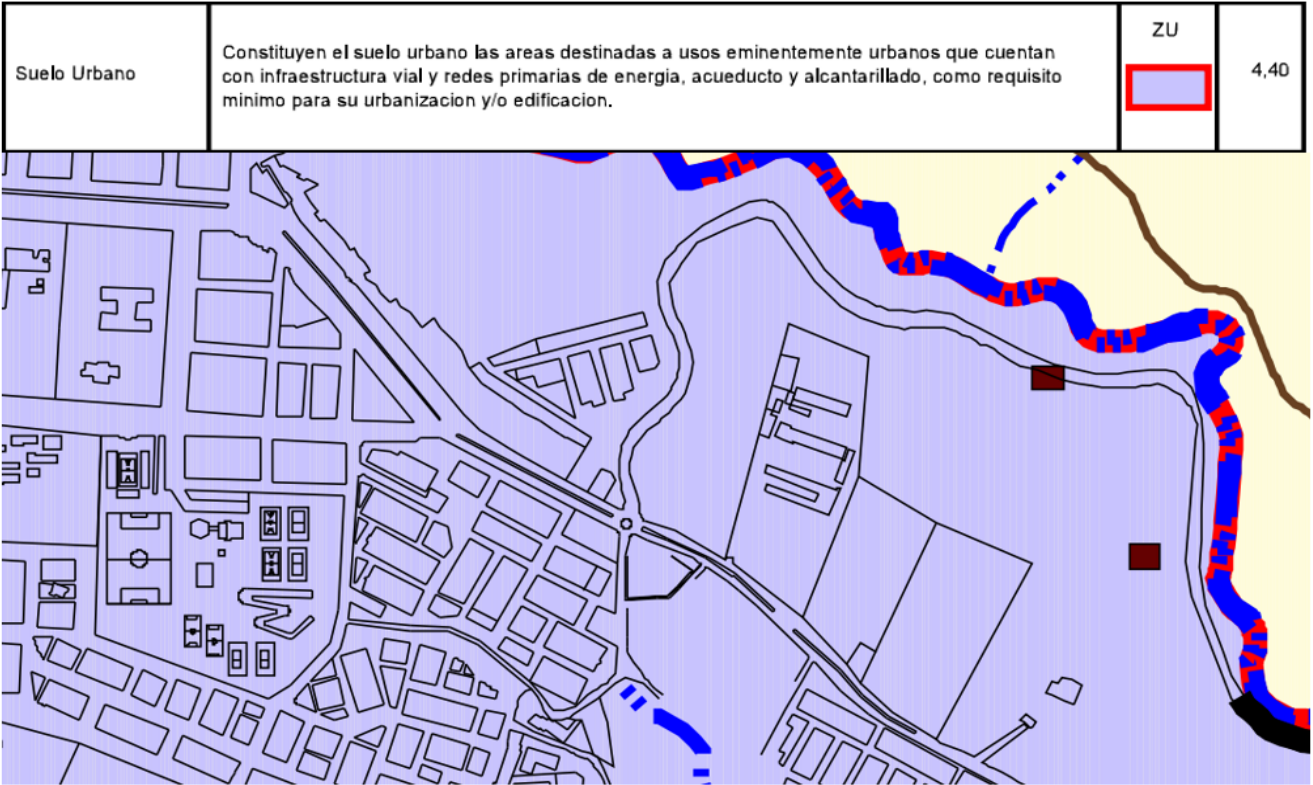 Suelo Urbano
Constituyen el suelo urbano las areas destinadas a usos eminentemente urbanos que cuentan
con infraestructura vial y redes primarias de energia, acueducto y alcantarillado, como requisito
minimo para su urbanizacion y/o edificacion.
ZU
4,40